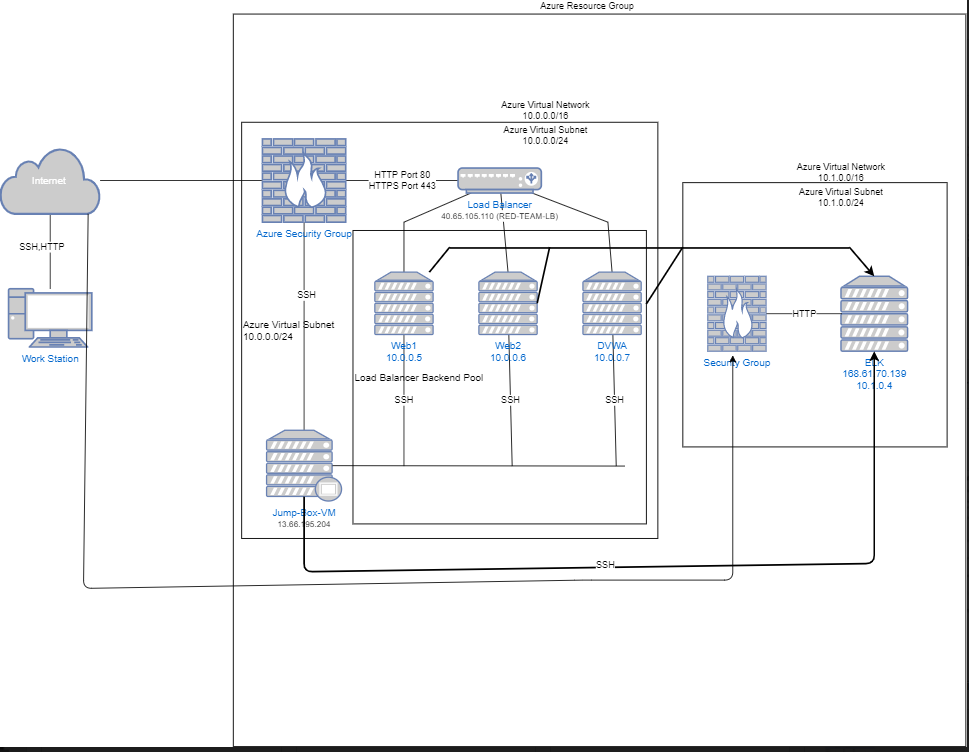 Azure Resource Group
Azure Virtual Network
10.0.0.0/16
Azure Virtual Subnet
10.0.0.0/24
Internet
HTTP Port 80
HTTPS Port 443
Load Balancer
40.65.105.110 (RED-TEAM-LB)
Azure Security Group
SSH,HTTP
Work Station
SSH
Azure Virtual Subnet
10.0.0.0/24
Web1
10.0.0.5
Web2
10.0.0.6
DVWA
10.0.0.7
Load Balancer Backend Pool
SSH
SSH
SSH
Jump-Box-VM
13.66.195.204
Azure Virtual Network
10.1.0.0/16
Azure Virtual Subnet
10.1.0.0/24
HTTP
Security Group
ELK
168.61.70.139
10.1.0.4
SSH